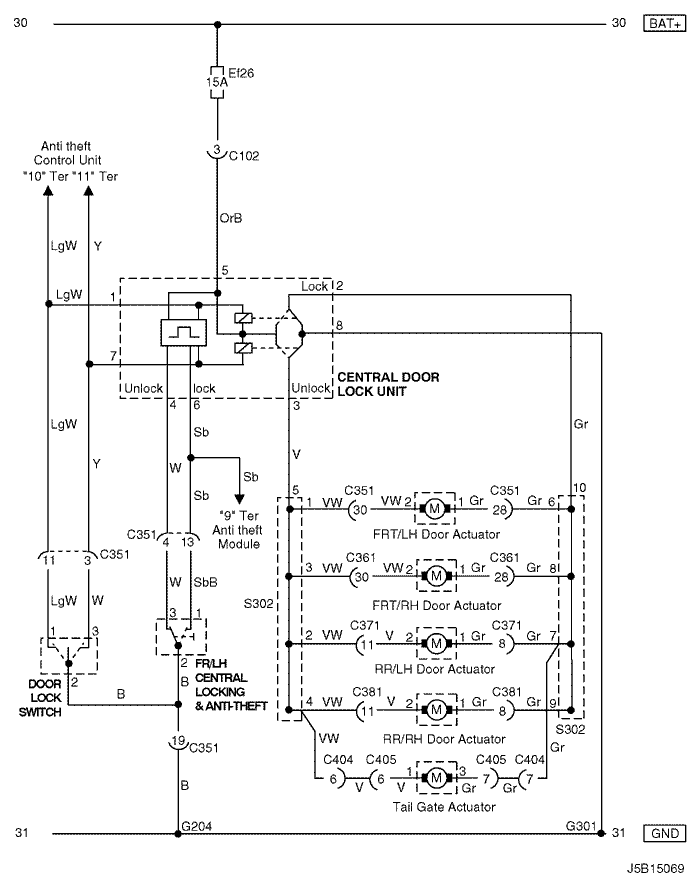 30
30
BAT+
Ef26
15A
3
C102
Anti theft
Control Unit
"10" Ter "11" Ter
OrB
LgW
Y
5
LgW
1
Lock
2
8
7
Unlock
lock
Unlock
CENTRAL DOOR
LOCK UNIT
4
6
3
Sb
LgW
Gr
V
Y
W
Sb
Sb
"9" Ter
Anti theft
Module
5
10
1
VW
C351
30
VW
2
M
1
Gr
C351
28
Gr
6
FRT/LH Door Actuator
C351
4
13
11
3
C351
3
VW
C361
30
VW
2
M
1
Gr
C361
28
Gr
8
FRT/RH Door Actuator
W
SbB
LgW
W
S302
3
1
1
3
2
VW
C371
11
V
2
M
1
Gr
C371
8
Gr
7
RR/LH Door Actuator
2
FR/LH
CENTRAL
LOCKING
& ANTI-THEFT
2
DOOR
LOCK
SWITCH
B
B
4
VW
C381
11
V
2
M
1
Gr
C381
8
Gr
9
RR/RH Door Actuator
S302
19
C351
VW
Gr
C404
6
V
C405
6
V
1
M
3
Gr
C405
7
Gr
C404
7
Tail Gate Actuator
B
31
G204
G301
31
GND
J5B15069